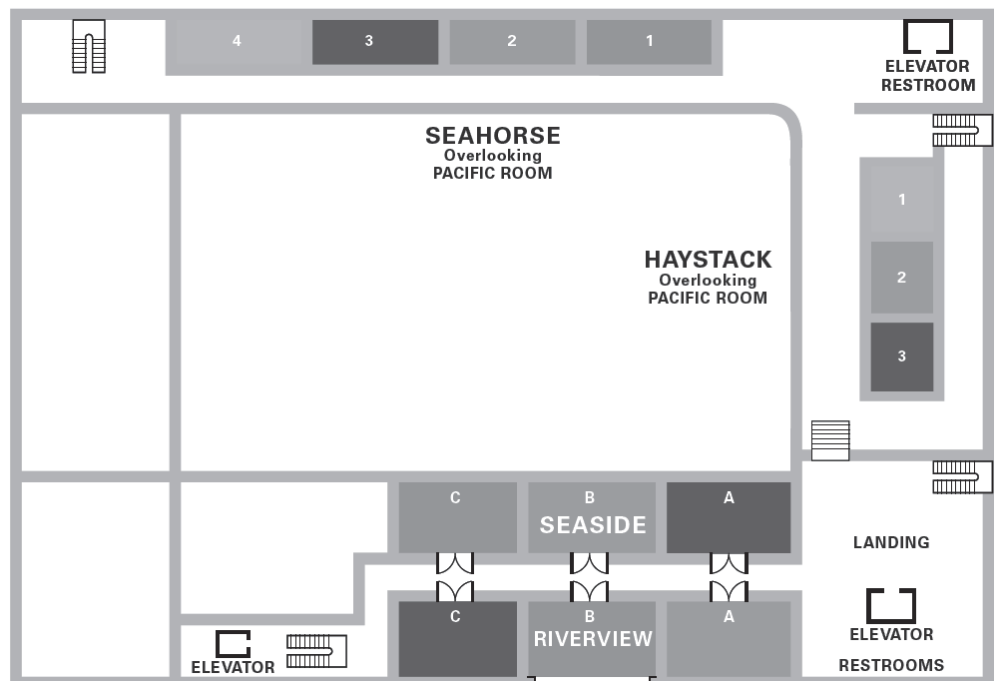 4
3
2
1
ELEVATOR
RESTROOM
SEAHORSE
Overlooking
PACIFIC ROOM
1
HAYSTACK
Overlooking
PACIFIC ROOM
2
3
C
B
A
SEASIDE
LANDING
C
B
A
RIVERVIEW
ELEVATOR
ELEVATOR
RESTROOMS